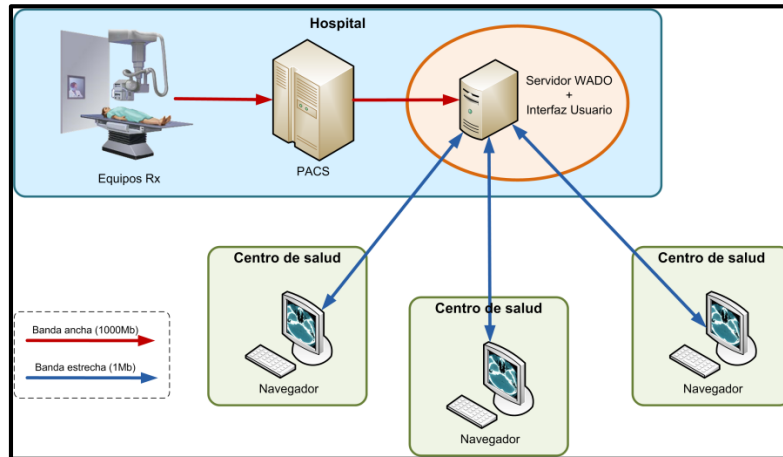 Hospital
Servidor WADO
+
Interfaz Usuario
Equipos Rx
PACS
Centro de salud
Centro de salud
Centro de salud
Banda ancha (1000Mb)
Banda estrecha (1Mb)
Navegador
Navegador
Navegador